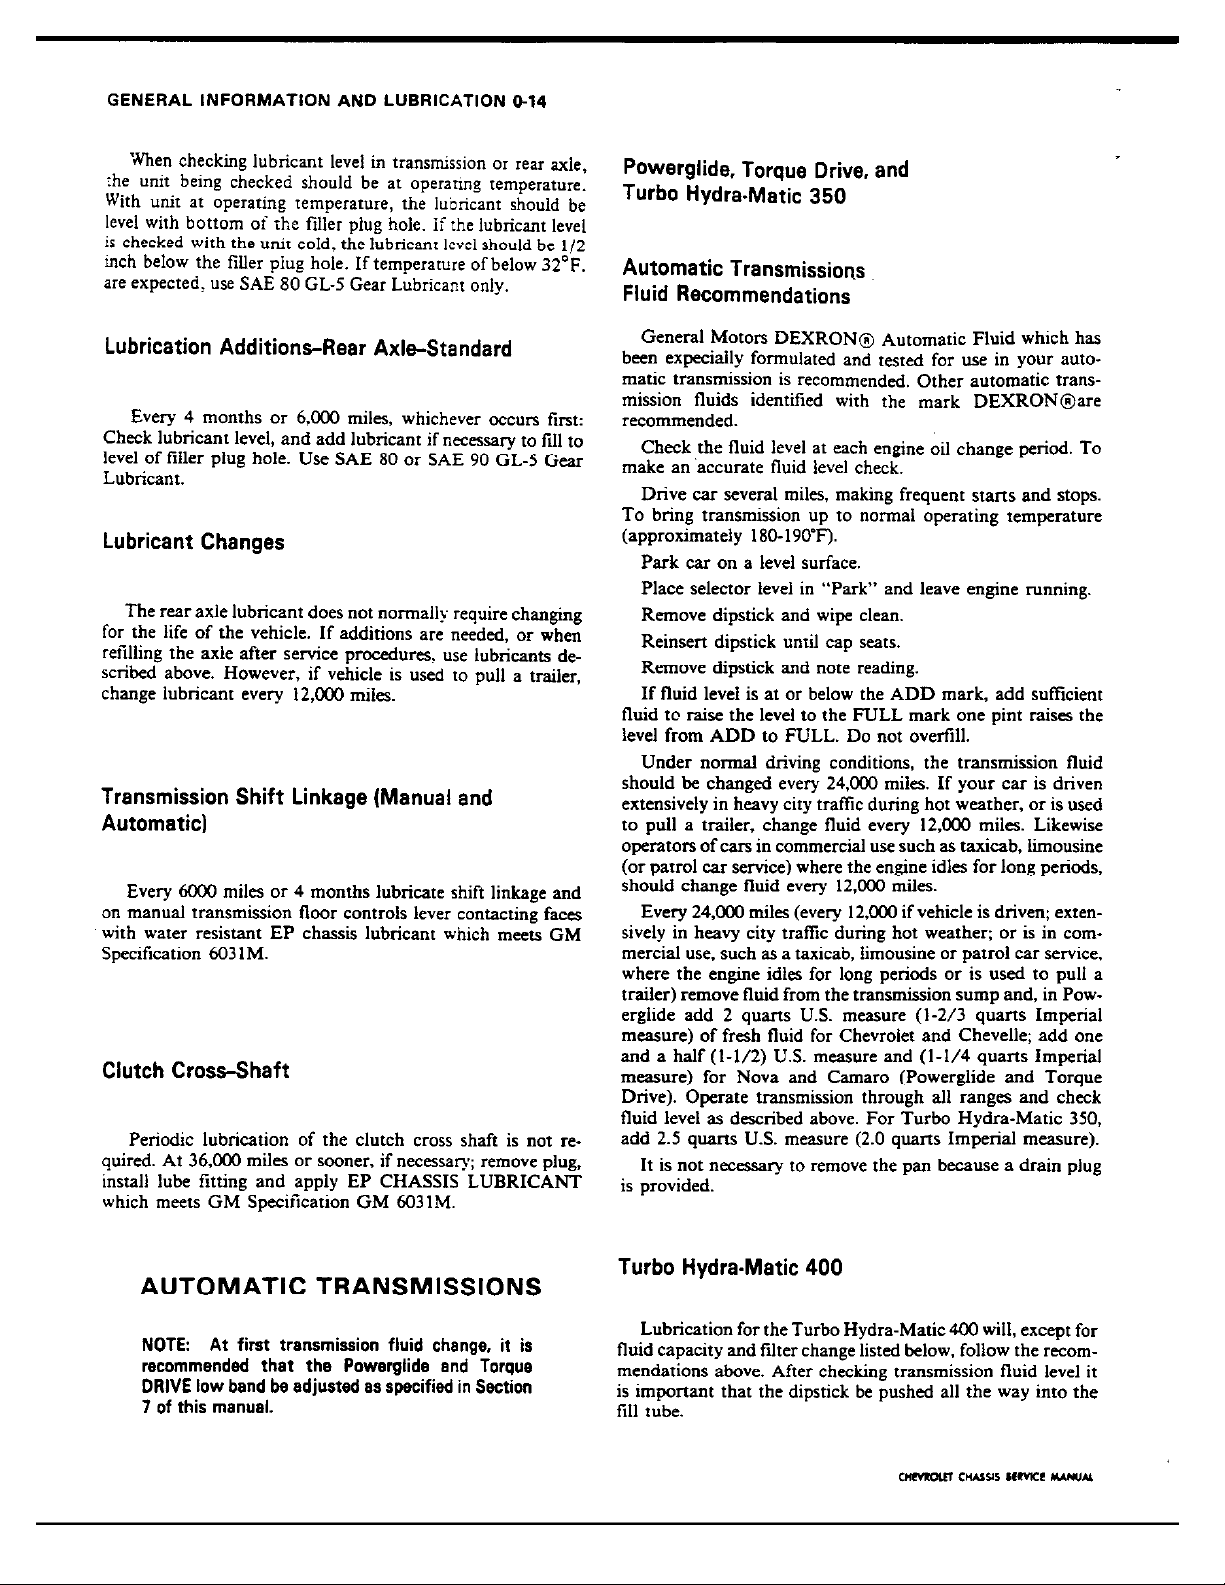 GENERAL INFORMATION AND LUBRICATION 0-14
When checking lubricant level in transmission or rear axle,
the unit being checked should be at operating temperature.
With unit at operating temperature, the lubricant should be
level with bottom of the filler plug hole. If the lubricant level
is checked with the unit cold, the lubricant level should be 1/2
inch below the filler plug hole. If temperature of below 32°F.
are expected, use SAE 80 GL-5 Gear Lubricant only.
Lubrication Additions–Rear Axle–Standard
Every 4 months or 6,000 miles, whichever occurs first:
Check lubricant level, and add lubricant if necessary to fill to
level of filler plug hole. Use SAE 80 or SAE 90 GL-5 Gear
Lubricant.
Lubricant Changes
The rear axle lubricant does not normally require changing
for the life of the vehicle. If additions are needed, or when
refilling the axle after service procedures, use lubricants de-
scribed above. However, if vehicle is used to pull a trailer,
change lubricant every 12,000 miles.
Transmission Shift Linkage (Manual and
Automatic)
Every 6000 miles or 4 months lubricate shift linkage and
on manual transmission floor controls lever contacting faces
with water resistant EP chassis lubricant which meets GM
Specification 6031M.
Clutch Cross–Shaft
Periodic lubrication of the clutch cross shaft is not re-
quired. At 36,000 miles or sooner, if necessary; remove plug,
install lube fitting and apply EP CHASSIS LUBRICANT
which meets GM Specification GM 6031M.
AUTOMATIC TRANSMISSIONS
NOTE: At first transmission fluid change, it is
recommended that the Powerglide and Torque
DRIVE low band be adjusted as specified in Section
7 of this manual.
Powerglide, Torque Drive, and
Turbo Hydra-Matic 350
Automatic Transmissions
Fluid Recommendations
General Motors DEXRON® Automatic Fluid which has
been expecially formulated and tested for use in your auto-
matic transmission is recommended. Other automatic trans-
mission fluids identified with the mark DEXRON®are
recommended.
Check the fluid level at each engine oil change period. To
make an accurate fluid level check.
Drive car several miles, making frequent starts and stops.
To bring transmission up to normal operating temperature
(approximately 180-190°F).
Park car on a level surface.
Place selector level in "Park" and leave engine running.
Remove dipstick and wipe clean.
Reinsert dipstick until cap seats.
Remove dipstick and note reading.
If fluid level is at or below the ADD mark, add sufficient
fluid to raise the level to the FULL mark one pint raises the
level from ADD to FULL. Do not overfill.
Under normal driving conditions, the transmission fluid
should be changed every 24,000 miles. If your car is driven
extensively in heavy city traffic during hot weather, or is used
to pull a trailer, change fluid every 12,000 miles. Likewise
operators of cars in commercial use such as taxicab, limousine
(or patrol car service) where the engine idles for long periods,
should change fluid every 12,000 miles.
Every 24,000 miles (every 12,000 if vehicle is driven; exten-
sively in heavy city traffic during hot weather; or is in com-
mercial use, such as a taxicab, limousine or patrol car service,
where the engine idles for long periods or is used to pull a
trailer) remove fluid from the transmission sump and, in Pow-
erglide add 2 quarts U.S. measure (1-2/3 quarts Imperial
measure) of fresh fluid for Chevrolet and Chevelle; add one
and a half (1-1/2) U.S. measure and (1-1/4 quarts Imperial
measure) for Nova and Camaro (Powerglide and Torque
Drive). Operate transmission through all ranges and check
fluid level as described above. For Turbo Hydra-Matic 350,
add 2.5 quarts U.S. measure (2.0 quarts Imperial measure).
It is not necessary to remove the pan because a drain plug
is provided.
Turbo Hydra-Matic 400
Lubrication for the Turbo Hydra-Matic 400 will, except for
fluid capacity and filter change listed below, follow the recom-
mendations above. After checking transmission fluid level it
is important that the dipstick be pushed all the way into the
fill tube.
CHEVROLET CHASSIS SERVICE MANUAL